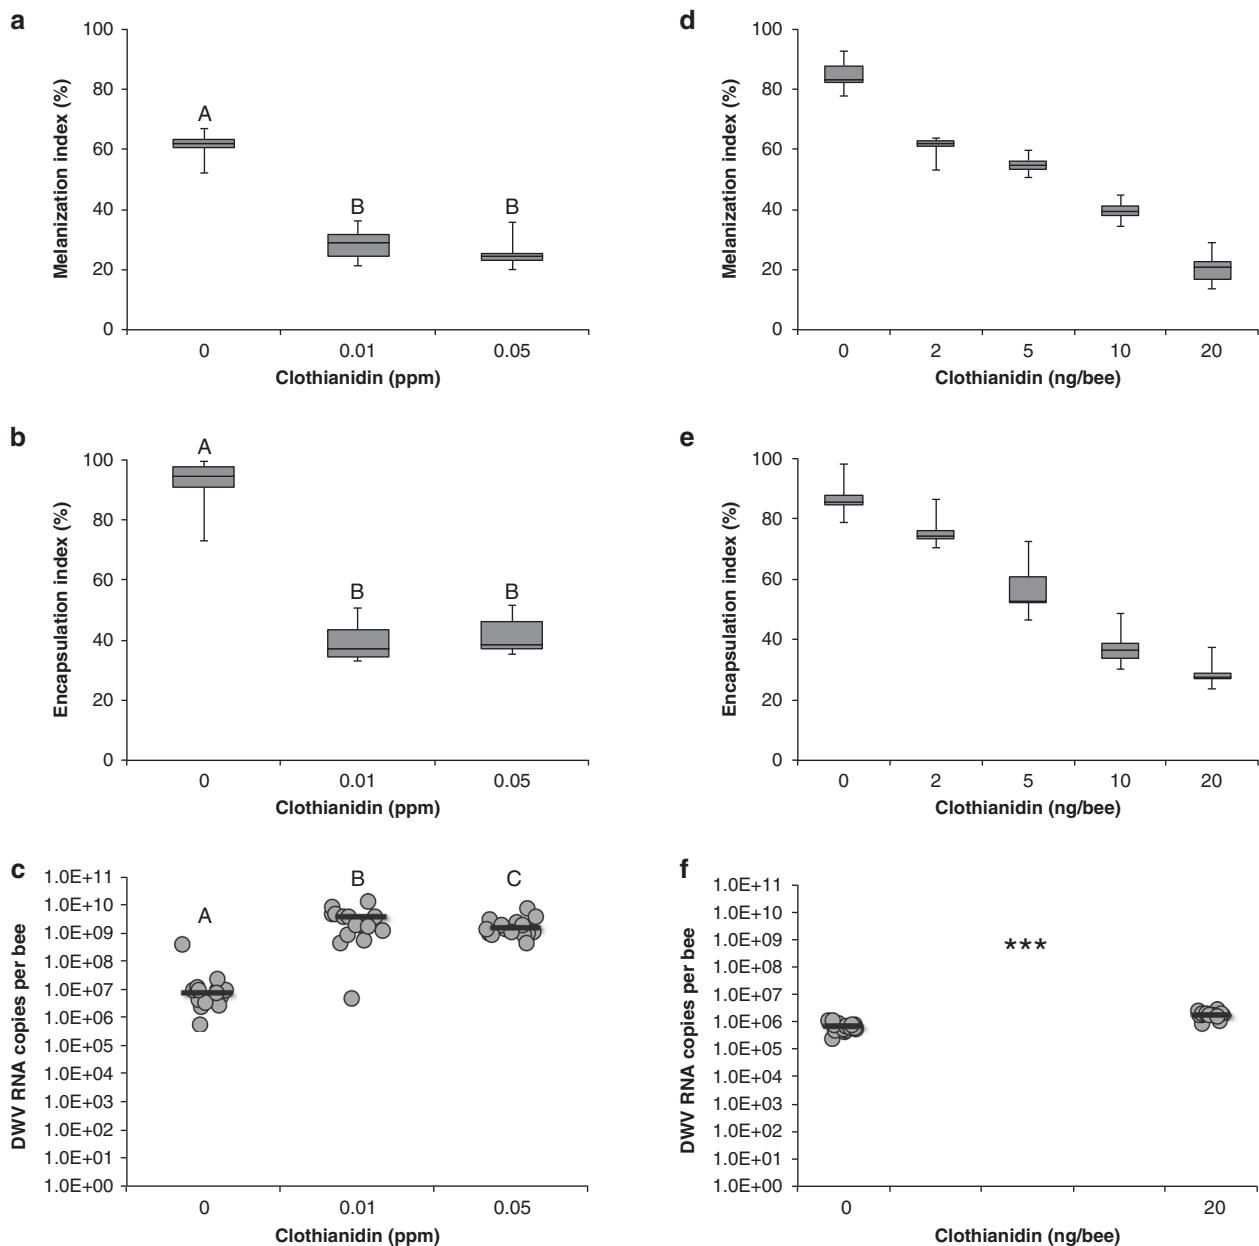 a
Melanization index (%)
100
80
60
40
20
0
A
B
B
0 0.01 0.05
Clothianidin (ppm)
d
Melanization index (%)
100
80
60
40
20
0
0 2 5 10 20
Clothianidin (ng/bee)
b
Encapsulation index (%)
100
80
60
40
20
0
A
B
B
0 0.01 0.05
Clothianidin (ppm)
e
Encapsulation index (%)
100
80
60
40
20
0
0 2 5 10 20
Clothianidin (ng/bee)
c
DWV RNA copies per bee
1.0E+11
1.0E+10
1.0E+09
1.0E+08
1.0E+07
1.0E+06
1.0E+05
1.0E+04
1.0E+03
1.0E+02
1.0E+01
1.0E+00
A
B
C
0 0.01 0.05
Clothianidin (ppm)
f
DWV RNA copies per bee
1.0E+11
1.0E+10
1.0E+09
1.0E+08
1.0E+07
1.0E+06
1.0E+05
1.0E+04
1.0E+03
1.0E+02
1.0E+01
1.0E+00
***
0 20
Clothianidin (ng/bee)